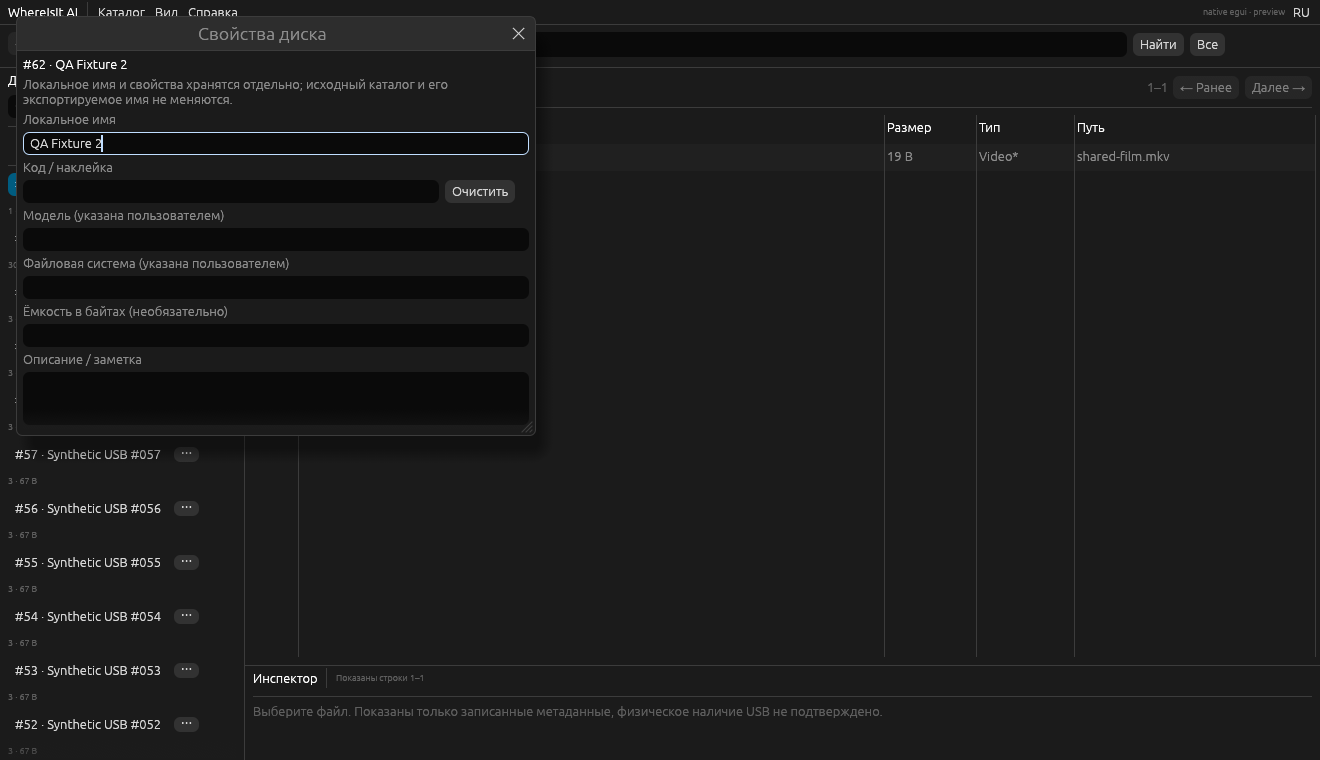 WhereIsIt AI
Каталог Вид Справка
native egui · preview RU
Свойства диска
Найти Все
#62 · QA Fixture 2
Локальное имя и свойства хранятся отдельно; исходный каталог и его
экспортируемое имя не меняются.
1–1 ← Ранее Далее →
Локальное имя
QA Fixture 2
Код / наклейка
Очистить
Модель (указана пользователем)
Файловая система (указана пользователем)
Ёмкость в байтах (необязательно)
Описание / заметка
Размер Тип Путь
19 B Video* shared-film.mkv
#57 · Synthetic USB #057 ···
3 · 67 B
#56 · Synthetic USB #056 ···
3 · 67 B
#55 · Synthetic USB #055 ···
3 · 67 B
#54 · Synthetic USB #054 ···
3 · 67 B
#53 · Synthetic USB #053 ···
3 · 67 B
#52 · Synthetic USB #052 ···
3 · 67 B
Инспектор Показаны строки 1–1
Выберите файл. Показаны только записанные метаданные, физическое наличие USB не подтверждено.